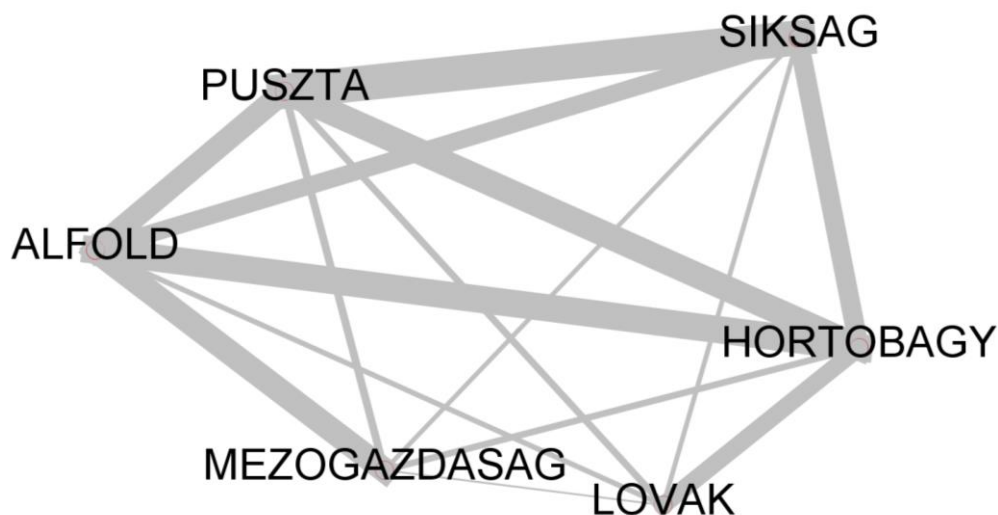 SIKSAG
PUSZTA
ALFOLD
HORTOBAGY
MEZOGAZDASAG
LOVAK